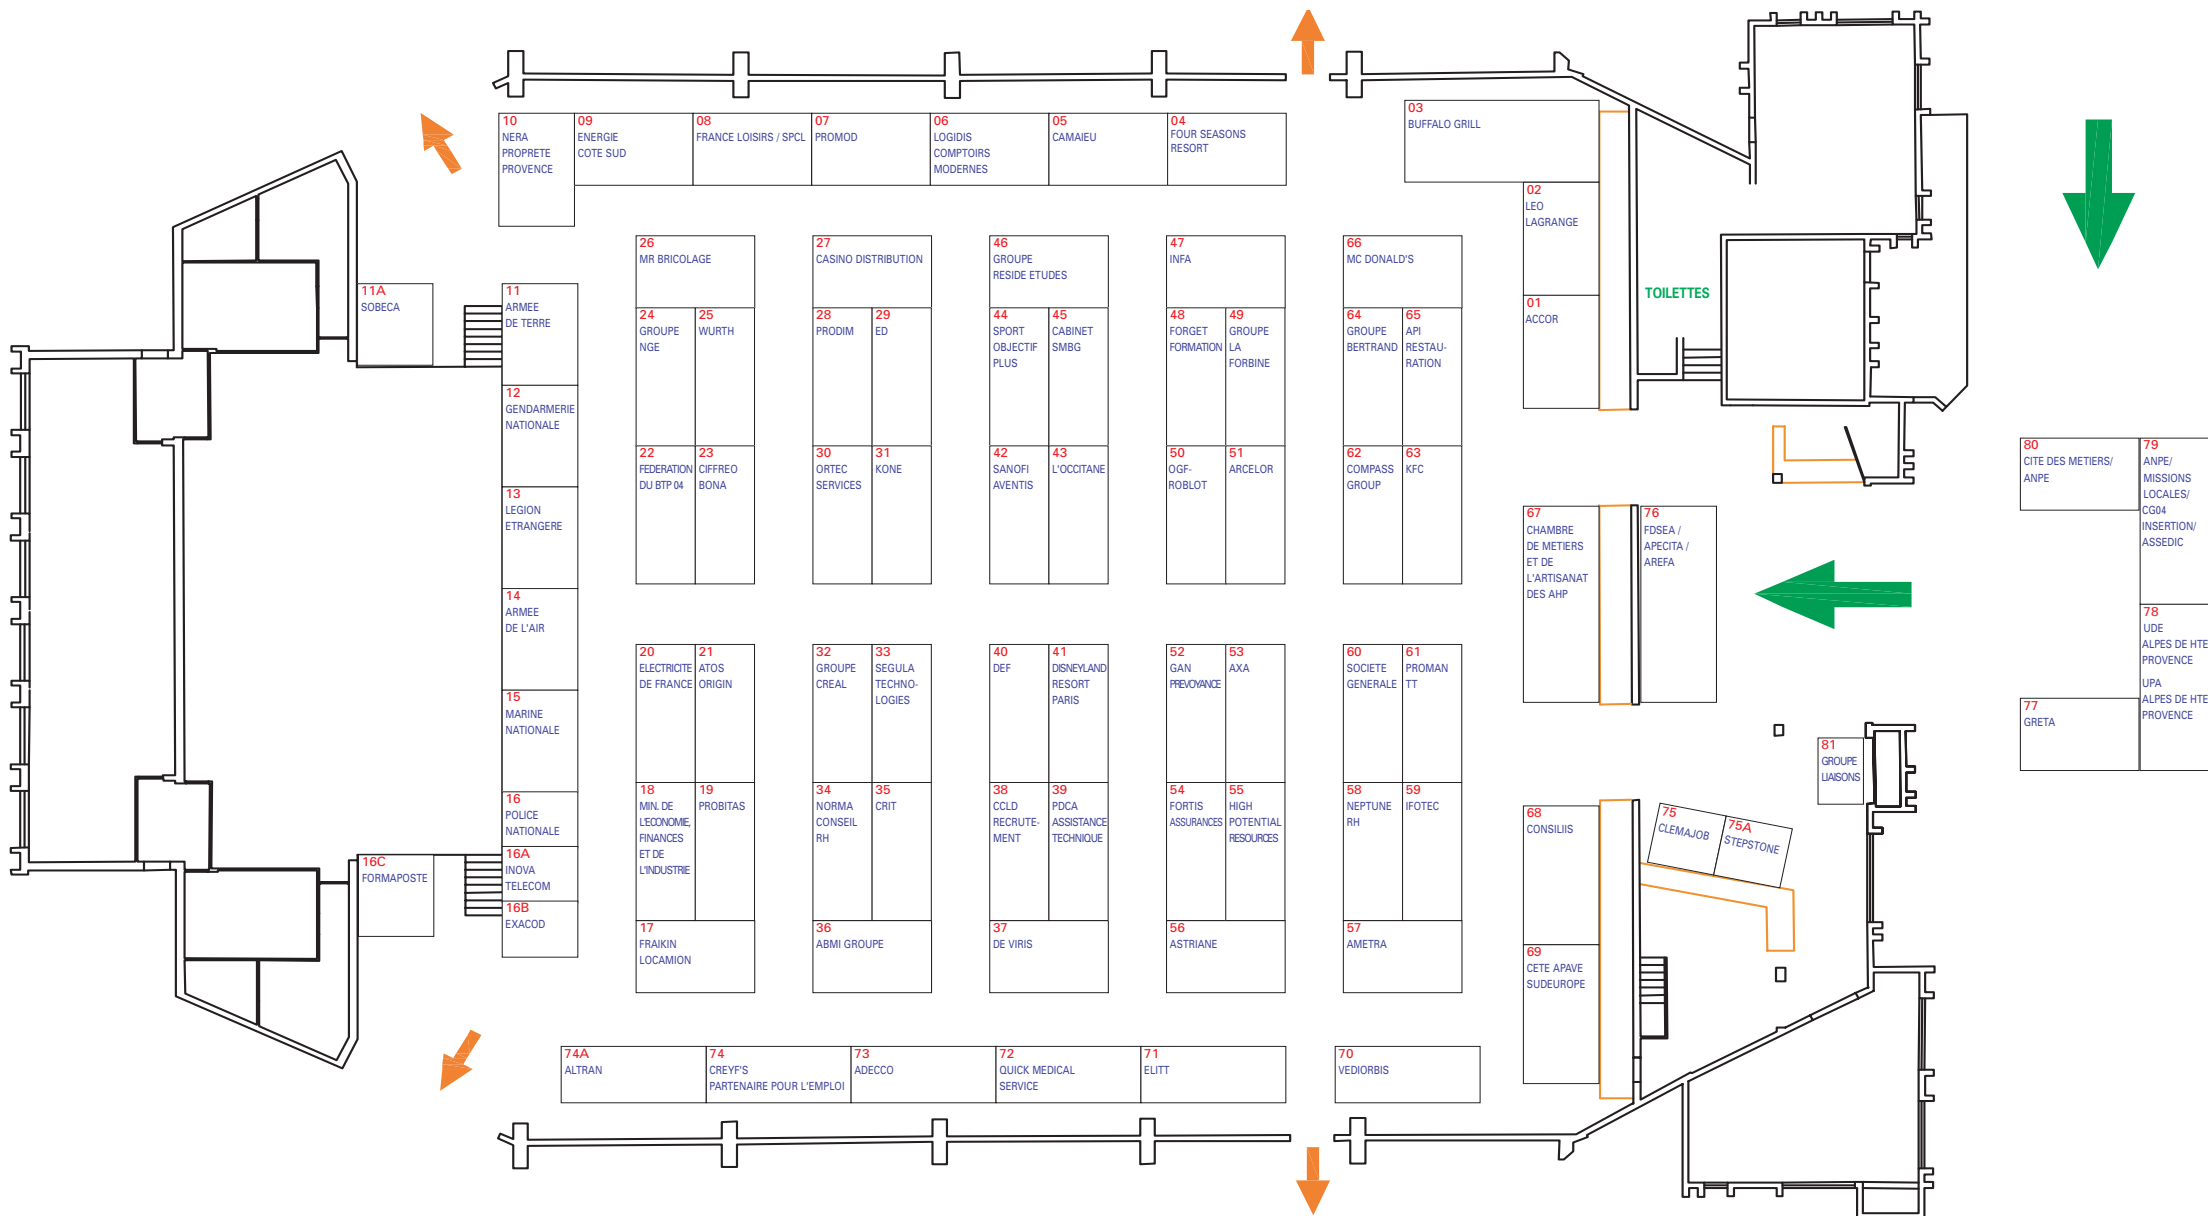 10
NERA
PROPRETE
PROVENCE
09
ENERGIE
COTE SUD
08
FRANCE LOISIRS / SPCL
07
PROMOD
06
LOGIDIS
COMPTOIRS
MODERNES
05
CAMAIEU
04
FOUR SEASONS
RESORT
03
BUFFALO GRILL
02
LEO
LAGRANGE
01
ACCOR
TOILETTES
26
MR BRICOLAGE
27
CASINO DISTRIBUTION
46
GROUPE
RESIDE ETUDES
47
INFA
66
MC DONALD'S
11A
SOBECA
11
ARMEE
DE TERRE
24
GROUPE
NGE
25
WURTH
28
PRODIM
29
ED
44
SPORT
OBJECTIF
PLUS
45
CABINET
SMBG
48
FORGET
FORMATION
49
GROUPE
LA
FORBINE
64
GROUPE
BERTRAND
65
API
RESTAU-
RATION
12
GENDARMERIE
NATIONALE
22
FEDERATION
DU BTP 04
23
CIFFREO
BONA
30
ORTEC
SERVICES
31
KONE
42
SANOFI
AVENTIS
43
L'OCCITANE
50
OGF-
ROBLOT
51
ARCELOR
62
COMPASS
GROUP
63
KFC
13
LEGION
ETRANGERE
67
CHAMBRE
DE METIERS
ET DE
L'ARTISANAT
DES AHP
76
FDSEA /
APECITA /
AREFA
80
CITE DES METIERS/
ANPE
79
ANPE/
MISSIONS
LOCALES/
CG04
INSERTION/
ASSEDIC
78
UDE
ALPES DE HTE
PROVENCE
UPA
ALPES DE HTE
PROVENCE
77
GRETA
14
ARMEE
DE L'AIR
15
MARINE
NATIONALE
20
ELECTRICITE
DE FRANCE
21
ATOS
ORIGIN
32
GROUPE
CREAL
33
SEGULA
TECHNO-
LOGIES
40
DEF
41
DISNEYLAND
RESORT
PARIS
52
GAN
PREVOYANCE
53
AXA
60
SOCIETE
GENERALE
61
PROMAN
TT
81
GROUPE
LIAISONS
16
POLICE
NATIONALE
16A
INOVA
TELECOM
16B
EXACOD
16C
FORMAPOSTE
18
MIN. DE
L'ECONOMIE,
FINANCES
ET DE
L'INDUSTRIE
19
PROBITAS
34
NORMA
CONSEIL
RH
35
CRIT
38
CCLD
RECRUTE-
MENT
39
PDCA
ASSISTANCE
TECHNIQUE
54
FORTIS
ASSURANCES
55
HIGH
POTENTIAL
RESOURCES
58
NEPTUNE
RH
59
IFOTEC
68
CONSILIIS
75
CLEMAJOB
75A
STEPSTONE
17
FRAIKIN
LOCAMION
36
ABMI GROUPE
37
DE VIRIS
56
ASTRIANE
57
AMETRA
69
CETE APAVE
SUDEUROPE
74A
ALTRAN
74
CREYF'S
PARTENAIRE POUR L'EMPLOI
73
ADECCO
72
QUICK MEDICAL
SERVICE
71
ELITT
70
VEDIORBIS